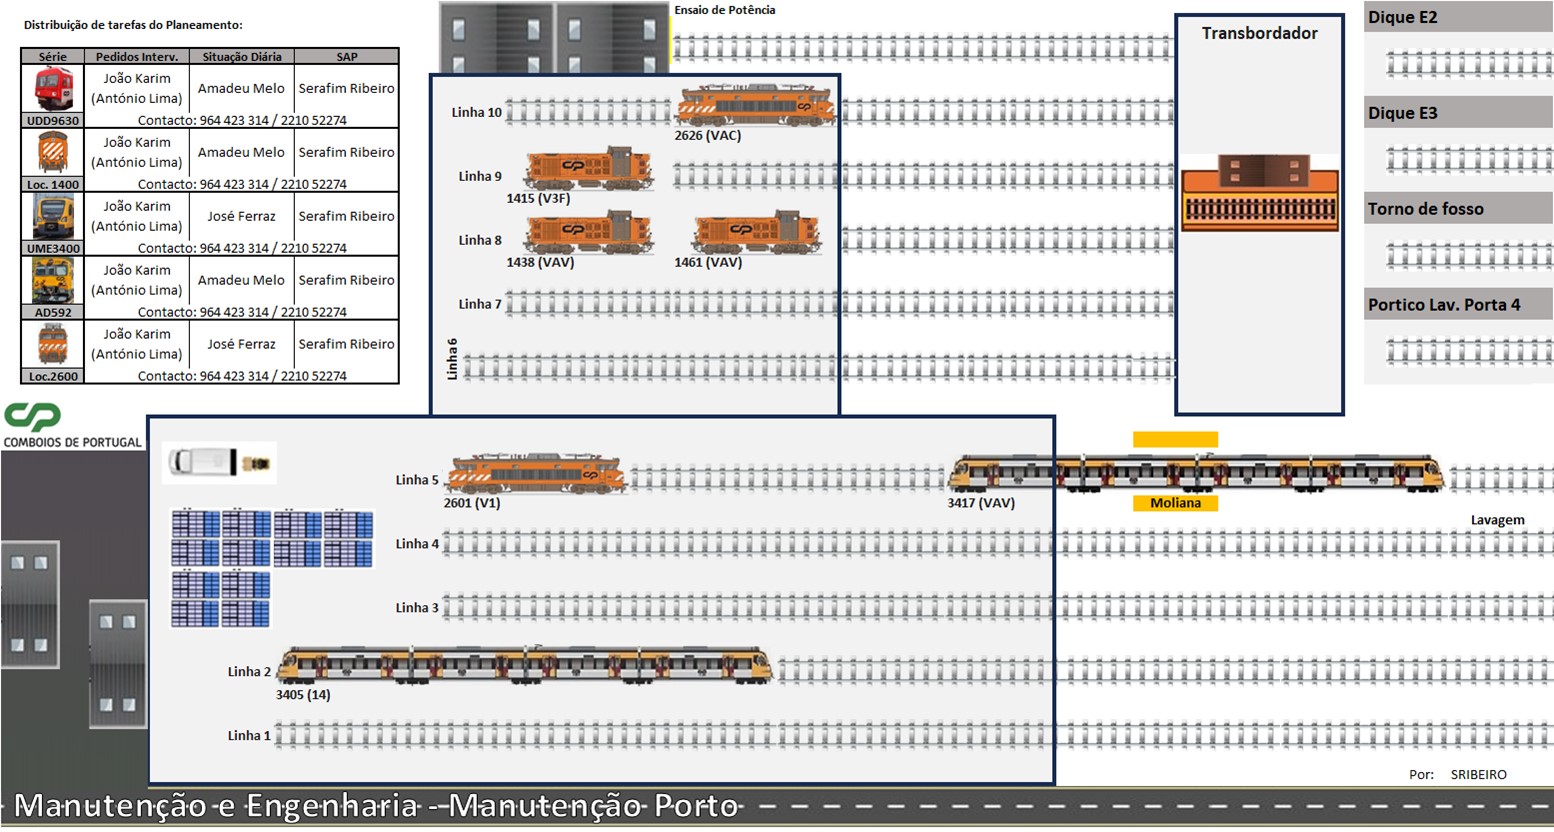 Distribuição de tarefas do Planeamento:
Série Pedidos Interv. Situação Diária SAP
João Karim
(António Lima) Amadeu Melo Serafim Ribeiro
UDD9630 Contacto: 964 423 314 / 2210 52274
João Karim
(António Lima) Amadeu Melo Serafim Ribeiro
Loc. 1400 Contacto: 964 423 314 / 2210 52274
João Karim
(António Lima) José Ferraz Serafim Ribeiro
UME3400 Contacto: 964 423 314 / 2210 52274
João Karim
(António Lima) Amadeu Melo Serafim Ribeiro
AD592 Contacto: 964 423 314 / 2210 52274
João Karim
(António Lima) José Ferraz Serafim Ribeiro
Loc.2600 Contacto: 964 423 314 / 2210 52274
CP
COMBOIOS DE PORTUGAL
Ensaio de Potência
Linha 10
2626 (VAC)
Linha 9
1415 (V3F)
Linha 8
1438 (VAV) 1461 (VAV)
Linha 7
Linha 6
Transbordador
Dique E2
Dique E3
Torno de fosso
Portico Lav. Porta 4
Linha 5
2601 (V1) 3417 (VAV) Moliana
Lavagem
Linha 4
Linha 3
Linha 2
3405 (14)
Linha 1
Por: SRIBEIRO
Manutenção e Engenharia - Manutenção Porto